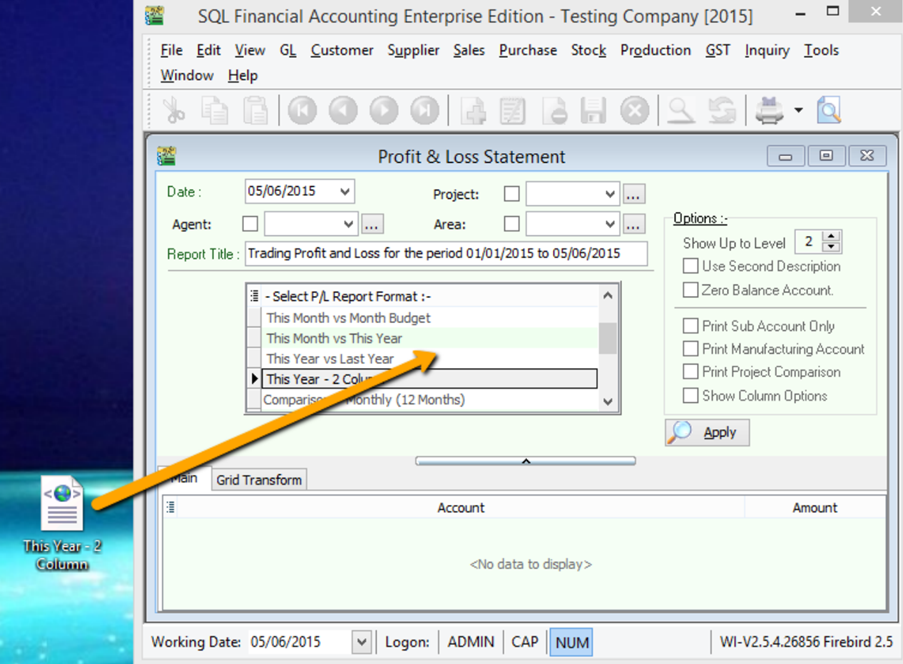 SQL Financial Accounting Enterprise Edition - Testing Company [2015]
File Edit View GL Customer Supplier Sales Purchase Stock Production GST Inquiry Tools
Window Help
Profit & Loss Statement
Date : 05/06/2015 Project: ...
Agent: ... Area: ...
Report Title : Trading Profit and Loss for the period 01/01/2015 to 05/06/2015
Options :-
Show Up to Level 2
Use Second Description
Zero Balance Account.
Print Sub Account Only
Print Manufacturing Account
Print Project Comparison
Show Column Options
Apply
- Select P/L Report Format :-
This Month vs Month Budget
This Month vs This Year
This Year vs Last Year
This Year - 2
Monthly (12 Months)
Main Grid Transform
Account Amount
<No data to display>
This Year - 2
Column
Working Date: 05/06/2015 Logon: ADMIN CAP NUM WI-V2.5.4.26856 Firebird 2.5